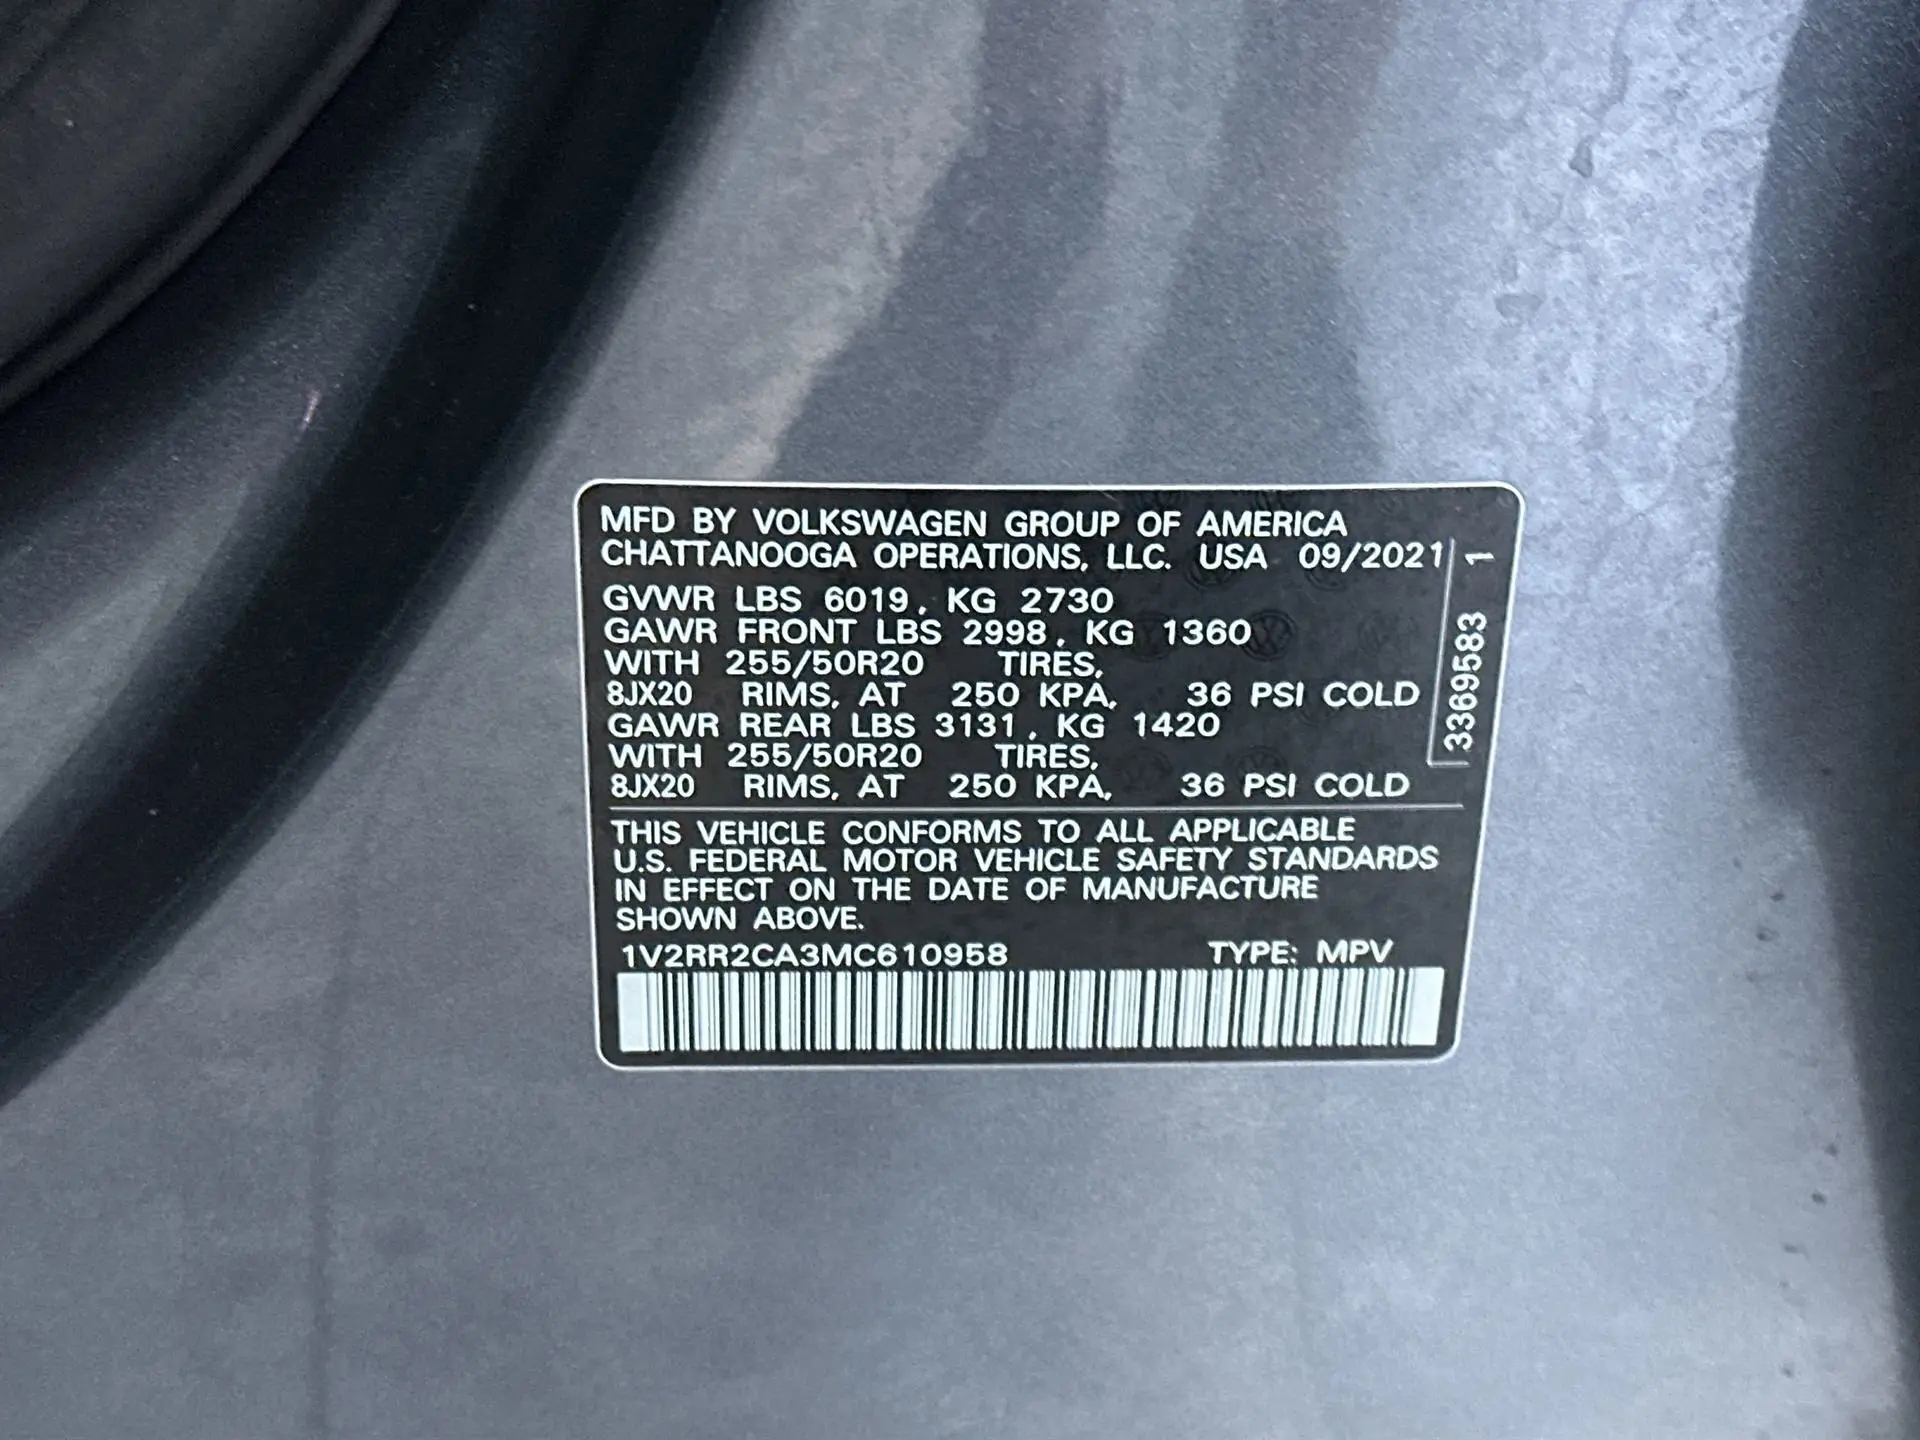 MFD BY VOLKSWAGEN GROUP OF AMERICA
CHATTANOOGA OPERATIONS, LLC. USA 09/2021
GVWR LBS 6019, KG 2730
GAWR FRONT LBS 2998, KG 1360
WITH 255/50R20 TIRES,
8JX20 RIMS, AT 250 KPA, 36 PSI COLD
GAWR REAR LBS 3131, KG 1420
WITH 255/50R20 TIRES,
8JX20 RIMS, AT 250 KPA, 36 PSI COLD
3369583 1
THIS VEHICLE CONFORMS TO ALL APPLICABLE
U.S. FEDERAL MOTOR VEHICLE SAFETY STANDARDS
IN EFFECT ON THE DATE OF MANUFACTURE
SHOWN ABOVE.
1V2RR2CA3MC610958 TYPE: MPV